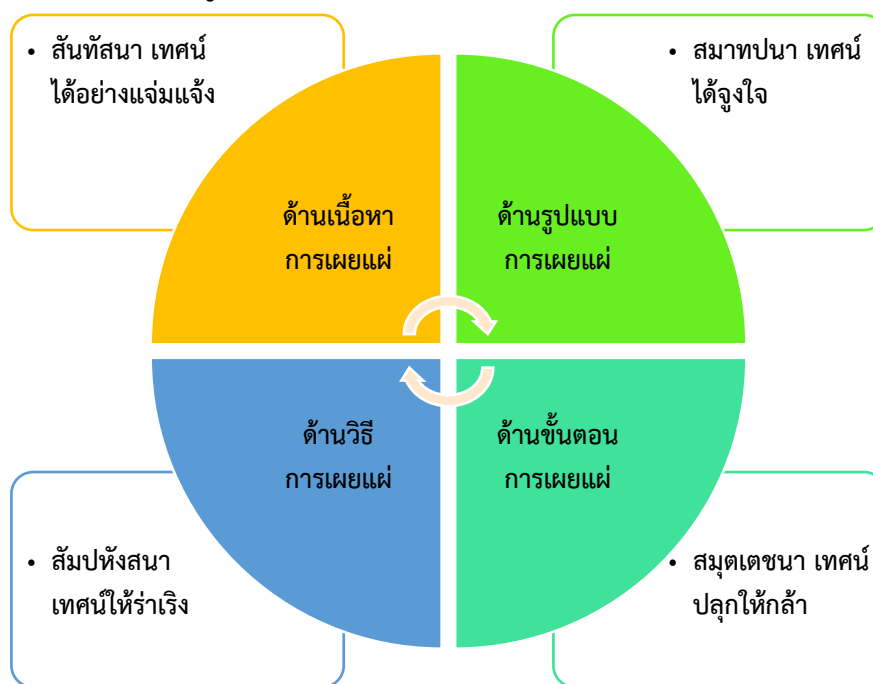 • สันทัสนา เทศน์
ได้อย่างแจ่มแจ้ง
• สมาทปนา เทศน์
ได้จูงใจ
ด้านเนื้อหา
การเผยแผ่
ด้านรูปแบบ
การเผยแผ่
ด้านวิธี
การเผยแผ่
ด้านขั้นตอน
การเผยแผ่
• สัมปหังสนา
เทศน์ให้ร่าเริง
• สมุตเตชนา เทศน์
ปลุกให้กล้า